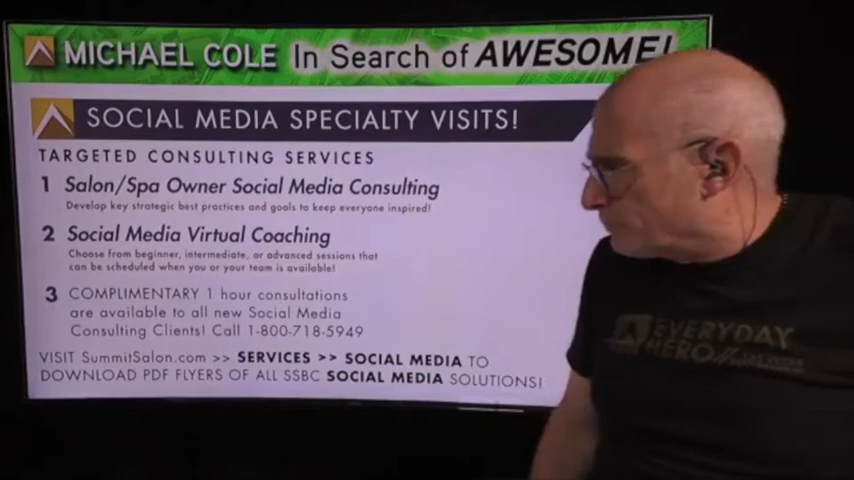 MICHAEL COLE In Search of AWESOME!
SOCIAL MEDIA SPECIALTY VISITS!
TARGETED CONSULTING SERVICES
1 Salon/Spa Owner Social Media Consulting
Develop key strategic best practices and goals to keep everyone inspired!
2 Social Media Virtual Coaching
Choose from beginner, intermediate, or advanced sessions that
can be scheduled when you or your team is available!
3 COMPLIMENTARY 1 hour consultations
are available to all new Social Media
Consulting Clients! Call 1-800-718-5949
VISIT SummitSalon.com >> SERVICES >> SOCIAL MEDIA TO
DOWNLOAD PDF FLYERS OF ALL SSBC SOCIAL MEDIA SOLUTIONS!
EVERYDAY
HERO//